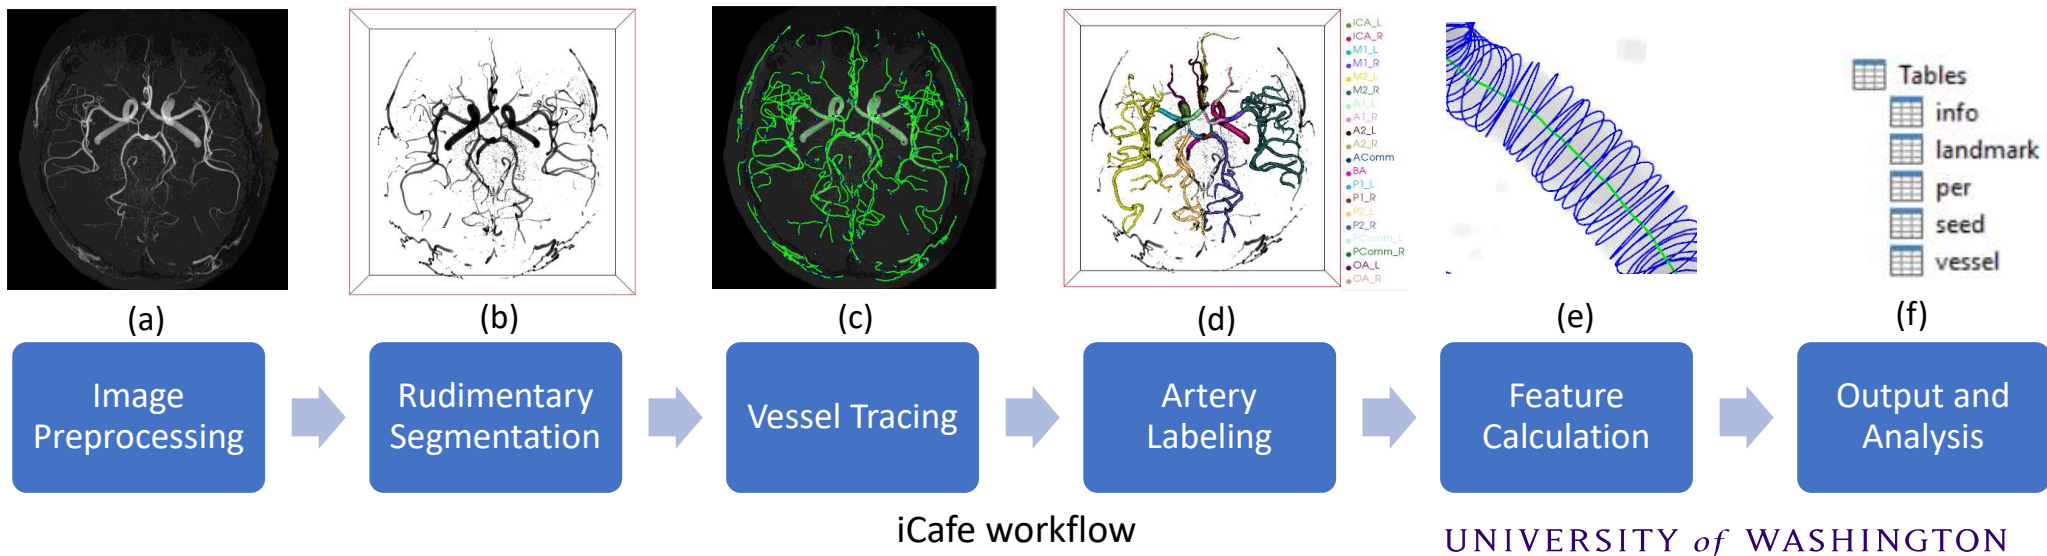 ICA_L
ICA_R
M1_L
M1_R
M2_L
M2_R
A1_L
A1_R
A2_L
A2_R
AComm
BA
P1_L
P1_R
P2_L
P2_R
PComm_L
PComm_R
OA_L
OA_R
Tables
info
landmark
per
seed
vessel
(a)
(b)
(c)
(d)
(e)
(f)
Image
Preprocessing
Rudimentary
Segmentation
Vessel Tracing
Artery
Labeling
Feature
Calculation
Output and
Analysis
iCafe workflow
UNIVERSITY of WASHINGTON